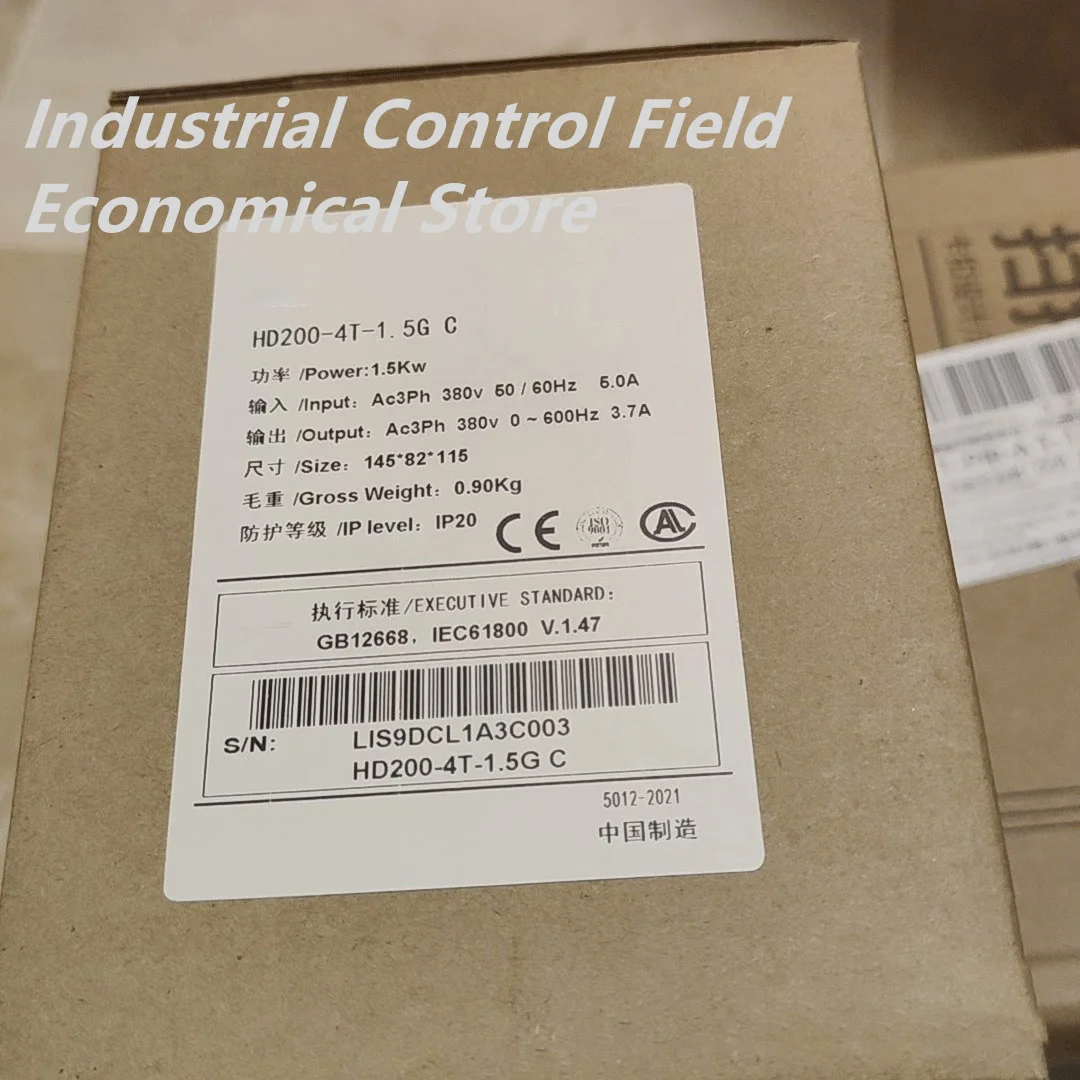 Industrial Control Field
Economical Store
HD200-4T-1.5G C
功率 /Power:1.5Kw
输入 /Input: Ac3Ph 380v 50 / 60Hz 5.0A
输出 /Output: Ac3Ph 380v 0 ~ 600Hz 3.7A
尺寸 /Size: 145*82*115
毛重 /Gross Weight: 0.90Kg
防护等级 /IP level: IP20
CE
ISO
9001
执行标准/EXECUTIVE STANDARD:
GB12668, IEC61800 V.1.47
S/N:
LIS9DCL1A3C003
HD200-4T-1.5G C
5012-2021
中国制造